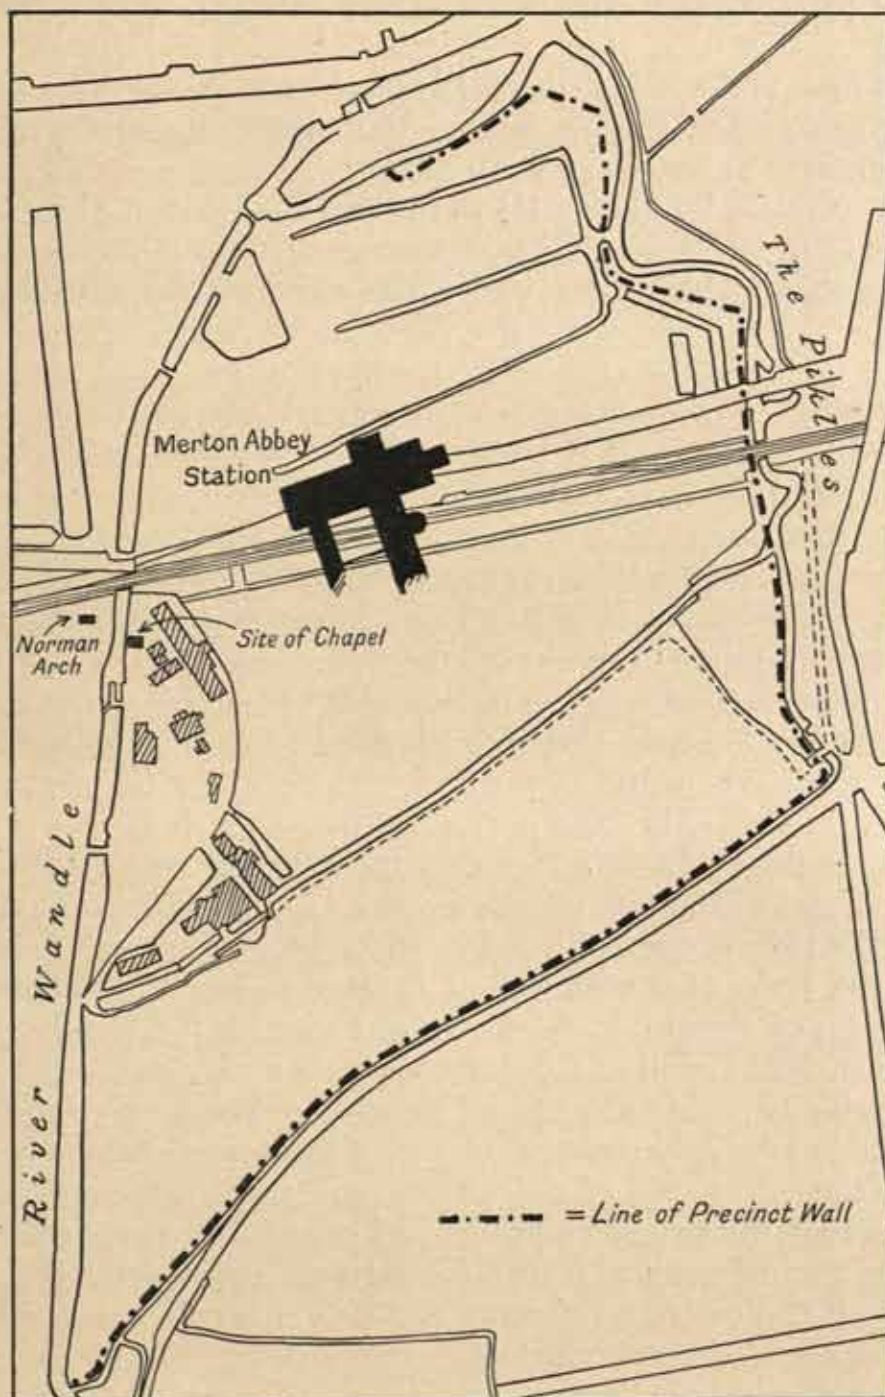 The Pikles
Merton Abbey
Station
Norman
Arch
Site of Chapel
River Wandle
= Line of Precinct Wall